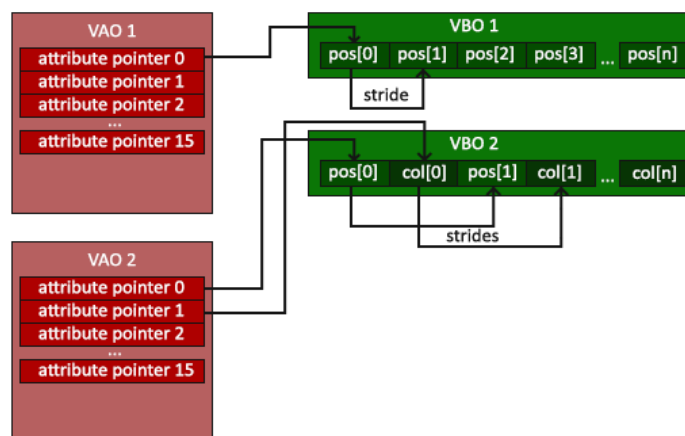 VAO 1
attribute pointer 0
attribute pointer 1
attribute pointer 2
...
attribute pointer 15
VBO 1
pos[0] pos[1] pos[2] pos[3] ... pos[n]
stride
VBO 2
pos[0] col[0] pos[1] col[1] ... col[n]
strides
VAO 2
attribute pointer 0
attribute pointer 1
attribute pointer 2
...
attribute pointer 15